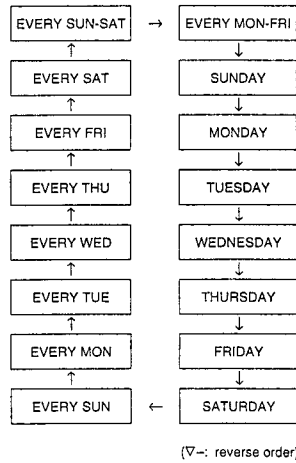 EVERY SUN-SAT → EVERY MON-FRI
↑ ↓
EVERY SAT SUNDAY
↑ ↓
EVERY FRI MONDAY
↑ ↓
EVERY THU TUESDAY
↑ ↓
EVERY WED WEDNESDAY
↑ ↓
EVERY TUE THURSDAY
↑ ↓
EVERY MON FRIDAY
↑ ↓
EVERY SUN ← SATURDAY
(∇–: reverse order)